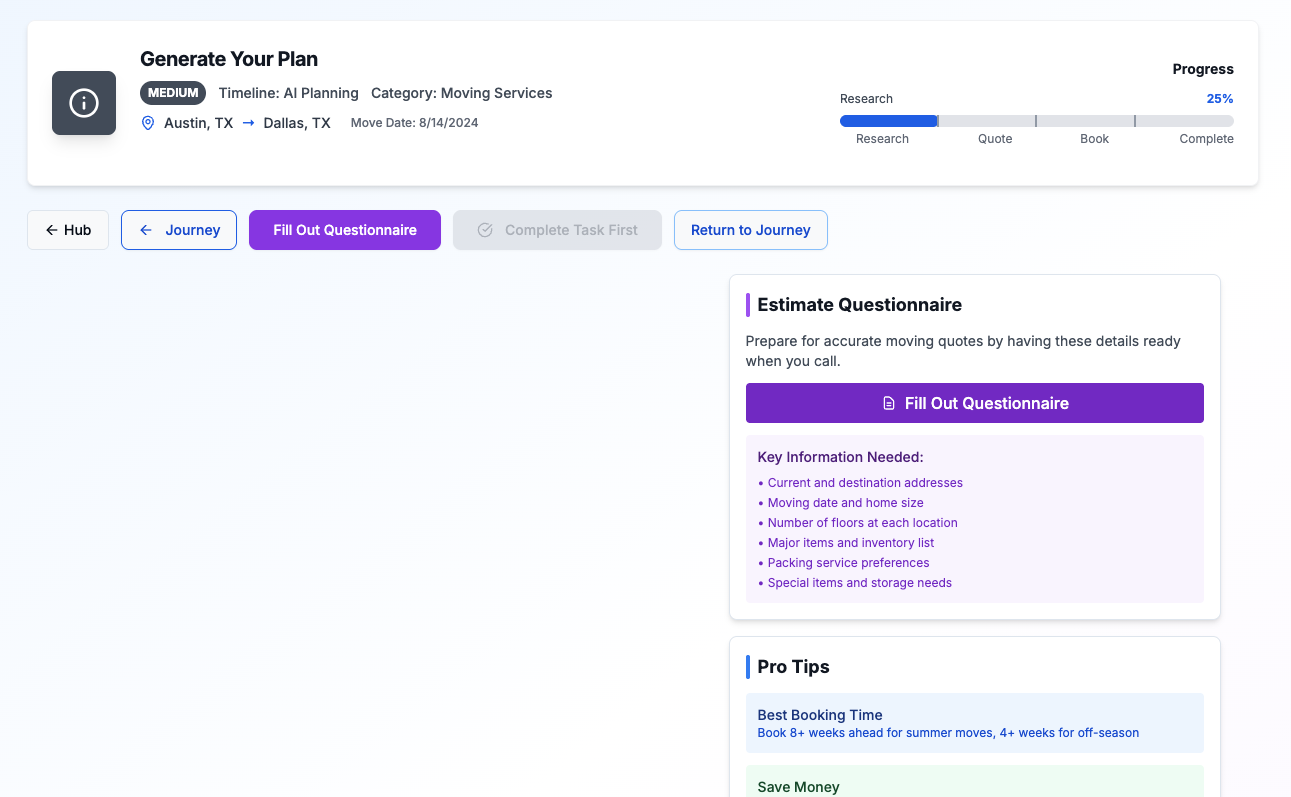 Generate Your Plan
MEDIUM Timeline: AI Planning Category: Moving Services
Austin, TX → Dallas, TX Move Date: 8/14/2024
Progress
Research 25%
Research Quote Book Complete
← Hub
← Journey
Fill Out Questionnaire
Complete Task First
Return to Journey
Estimate Questionnaire
Prepare for accurate moving quotes by having these details ready
when you call.
Fill Out Questionnaire
Key Information Needed:
• Current and destination addresses
• Moving date and home size
• Number of floors at each location
• Major items and inventory list
• Packing service preferences
• Special items and storage needs
Pro Tips
Best Booking Time
Book 8+ weeks ahead for summer moves, 4+ weeks for off-season
Save Money